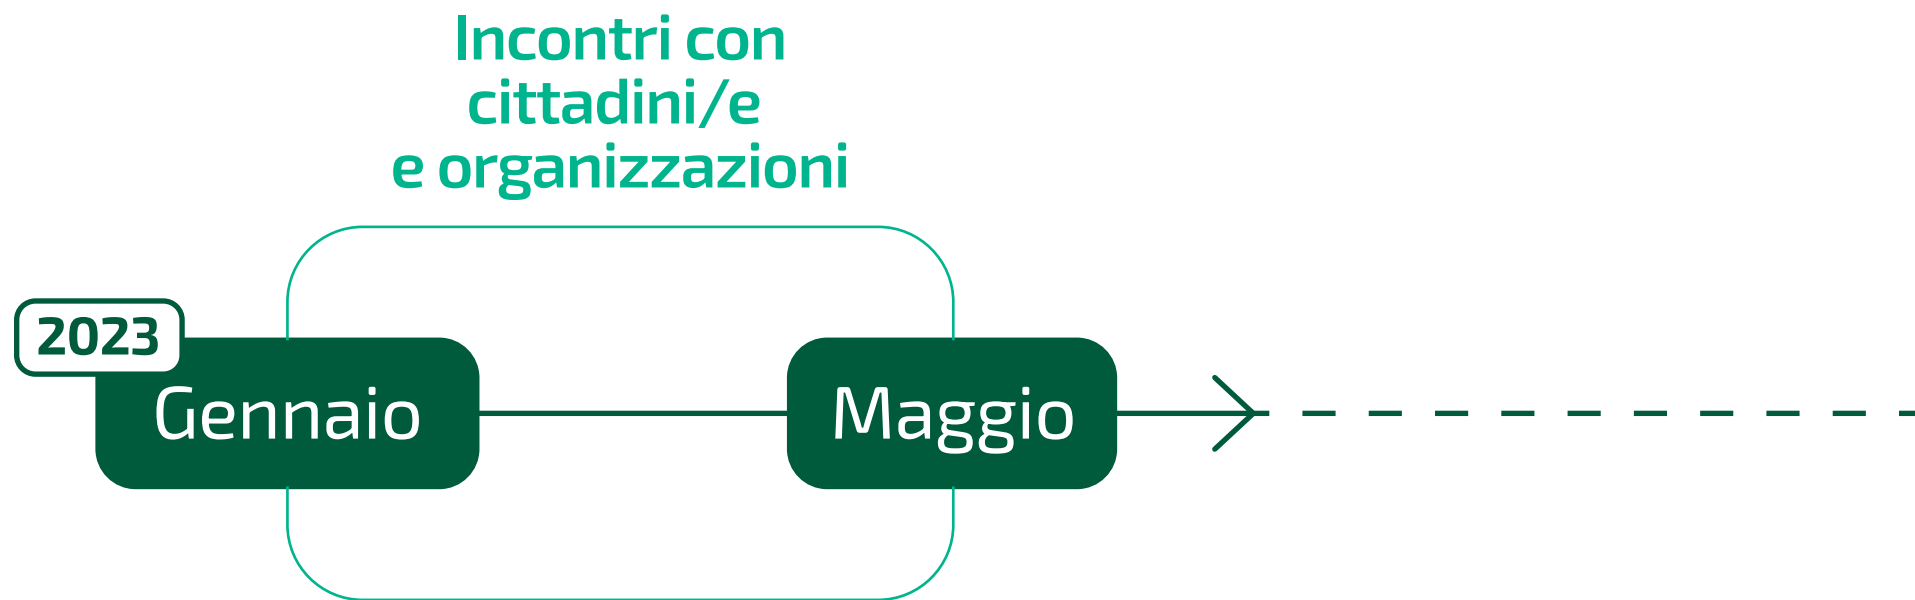 Incontri con
cittadini/e
e organizzazioni
2023
Gennaio
Maggio